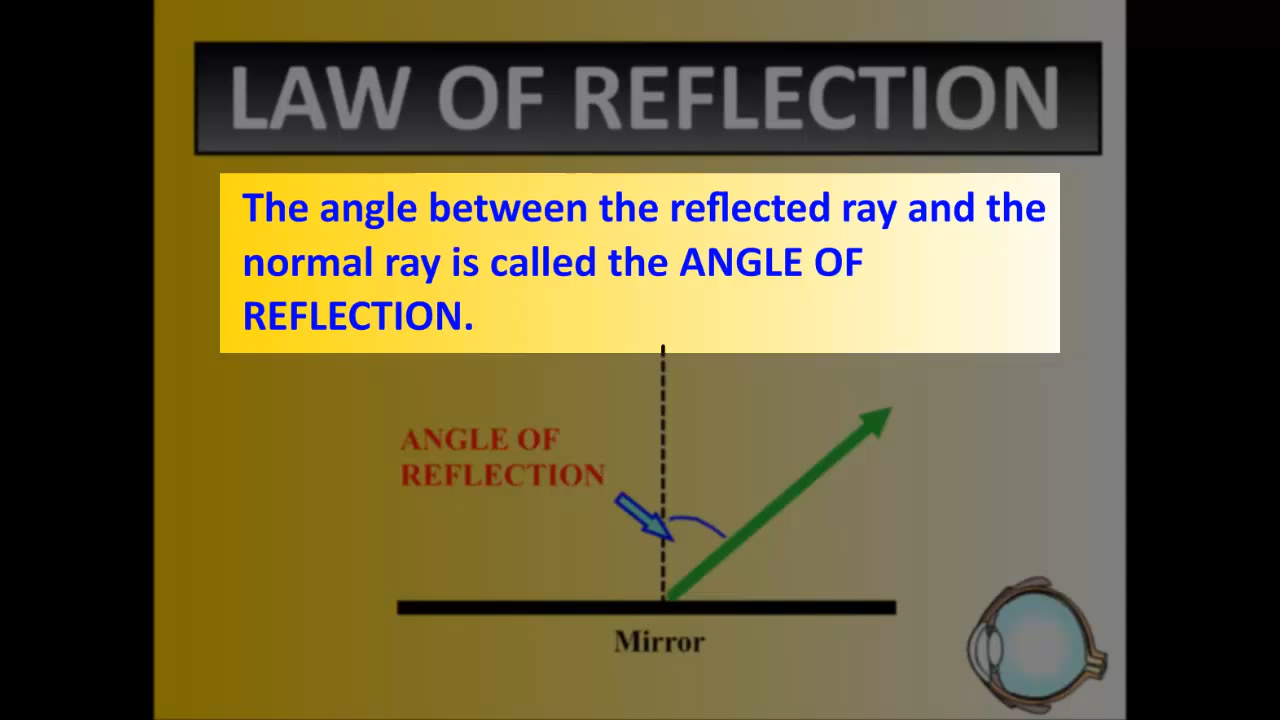 LAW OF REFLECTION
The angle between the reflected ray and the
normal ray is called the ANGLE OF
REFLECTION.
ANGLE OF
REFLECTION
Mirror